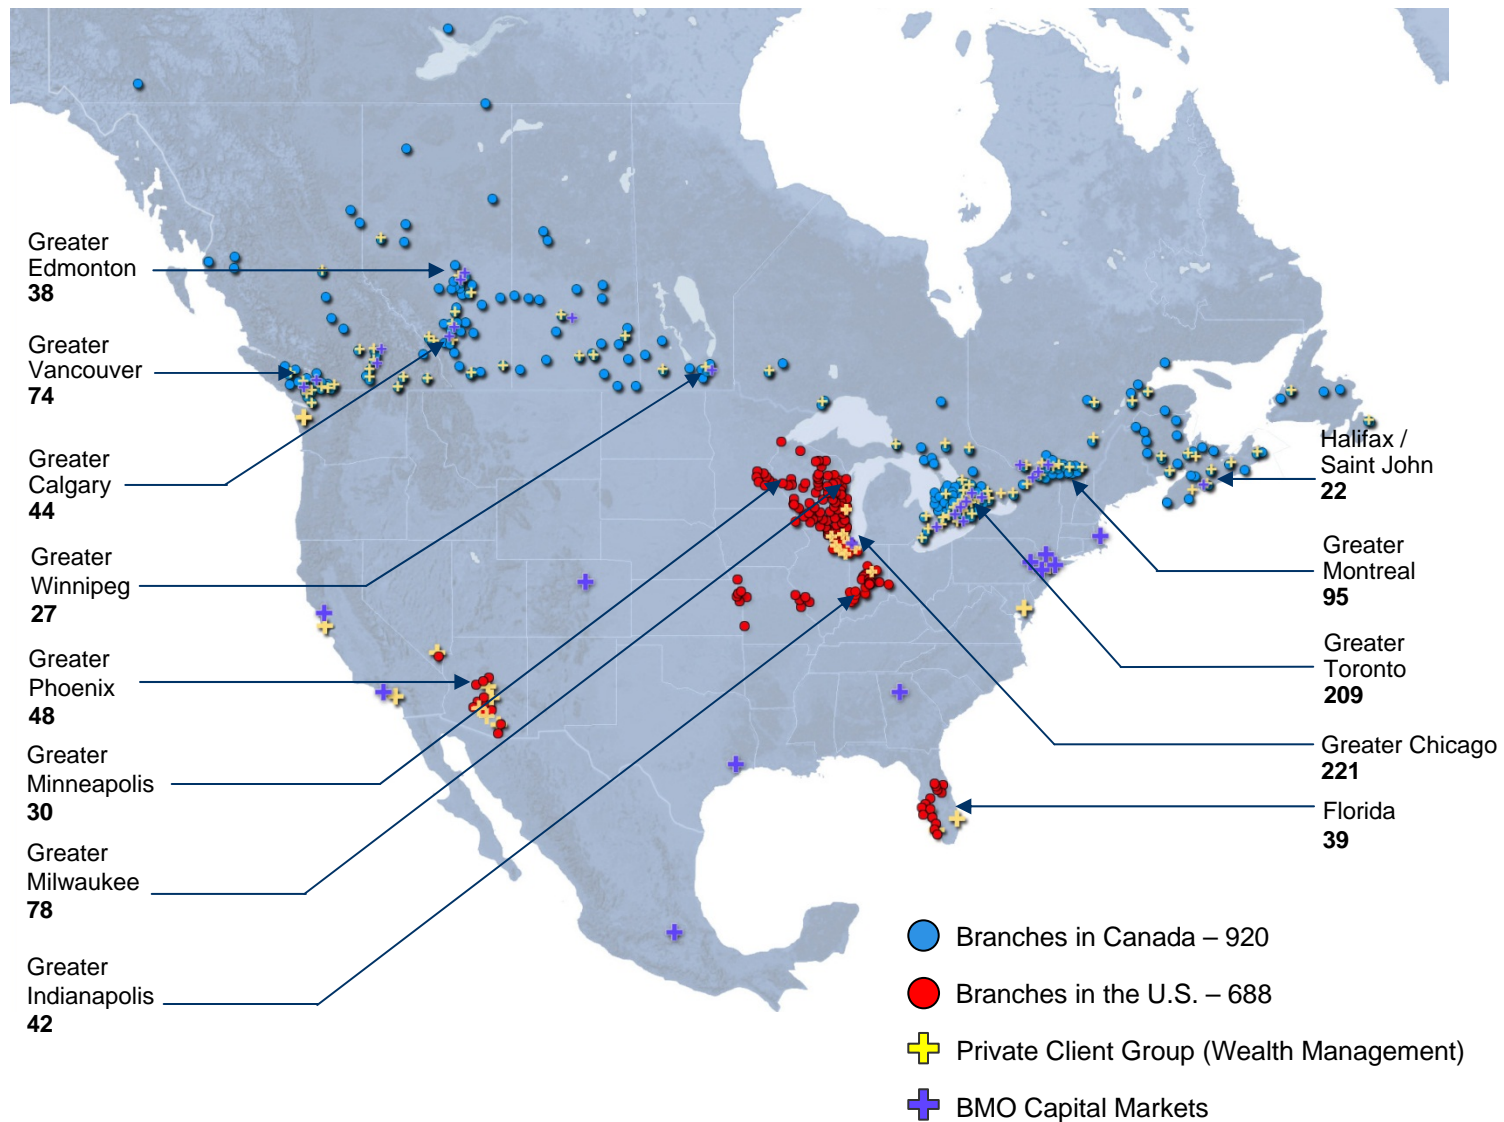 Greater
Edmonton
38
Greater
Vancouver
74
Greater
Calgary
44
Greater
Winnipeg
27
Greater
Phoenix
48
Greater
Minneapolis
30
Greater
Milwaukee
78
Greater
Indianapolis
42
Halifax /
Saint John
22
Greater
Montreal
95
Greater
Toronto
209
Greater Chicago
221
Florida
39
Branches in Canada – 920
Branches in the U.S. – 688
Private Client Group (Wealth Management)
BMO Capital Markets